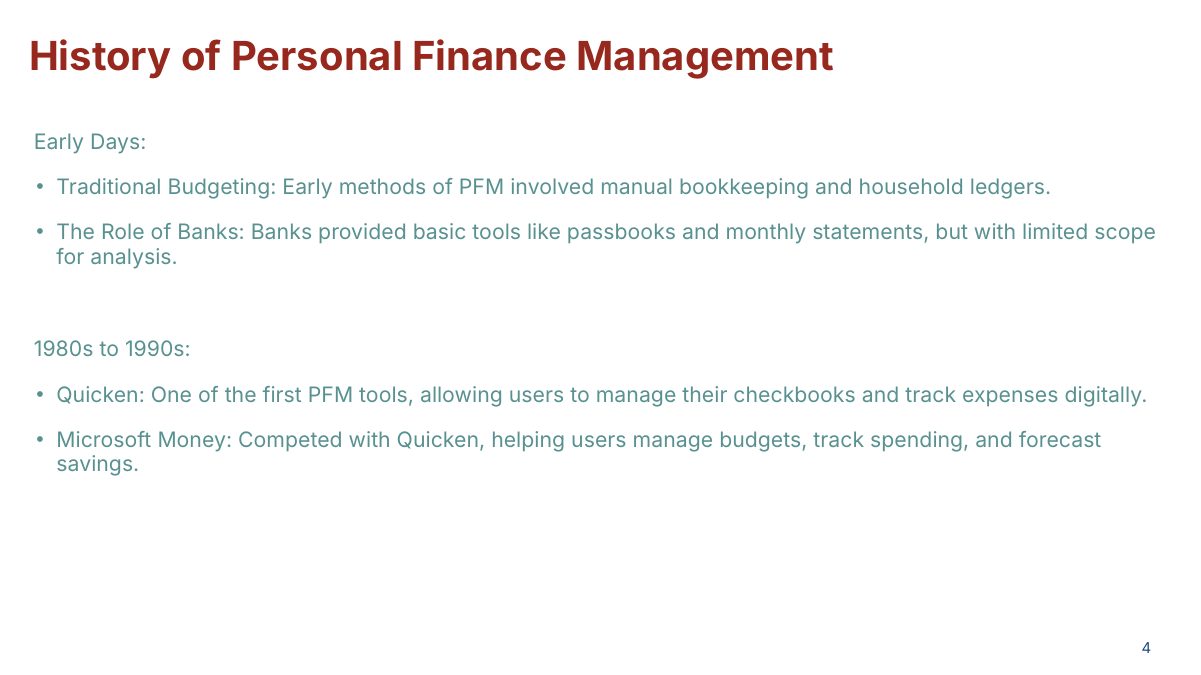 History of Personal Finance Management
Early Days:
• Traditional Budgeting: Early methods of PFM involved manual bookkeeping and household ledgers.
• The Role of Banks: Banks provided basic tools like passbooks and monthly statements, but with limited scope
for analysis.
1980s to 1990s:
• Quicken: One of the first PFM tools, allowing users to manage their checkbooks and track expenses digitally.
• Microsoft Money: Competed with Quicken, helping users manage budgets, track spending, and forecast
savings.
4